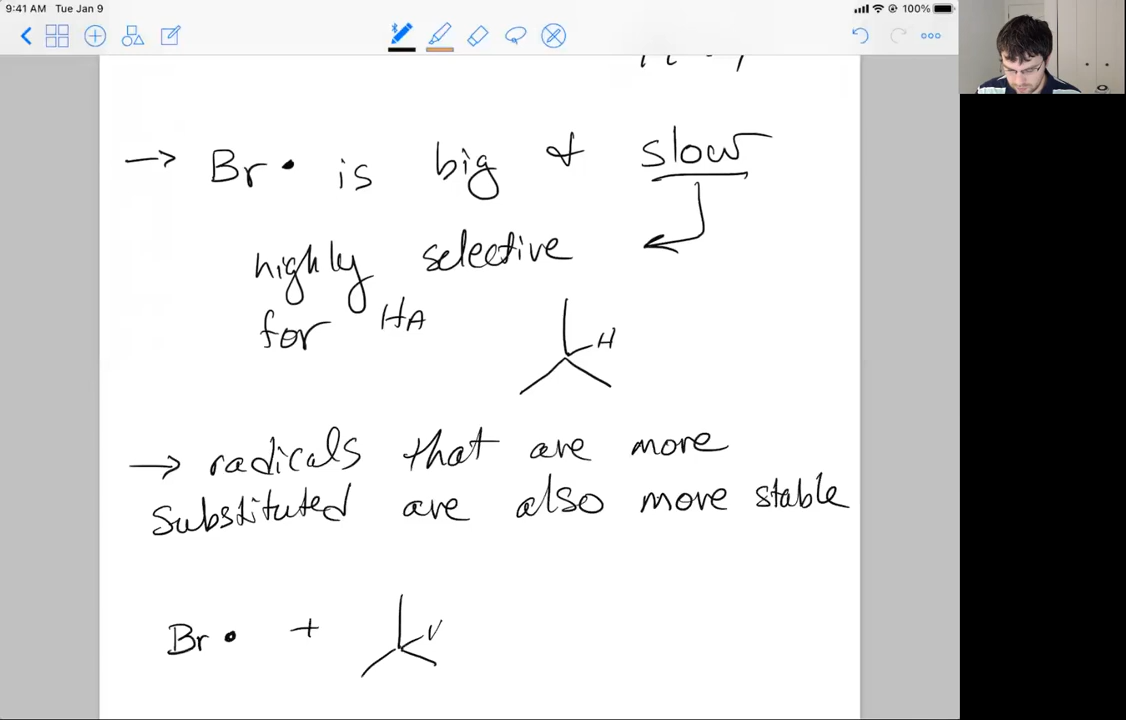 9:41 AM Tue Jan 9
100%
→ Br• is big & slow
highly selective
for HA
H
→ radicals that are more
substituted are also more stable
Br• +